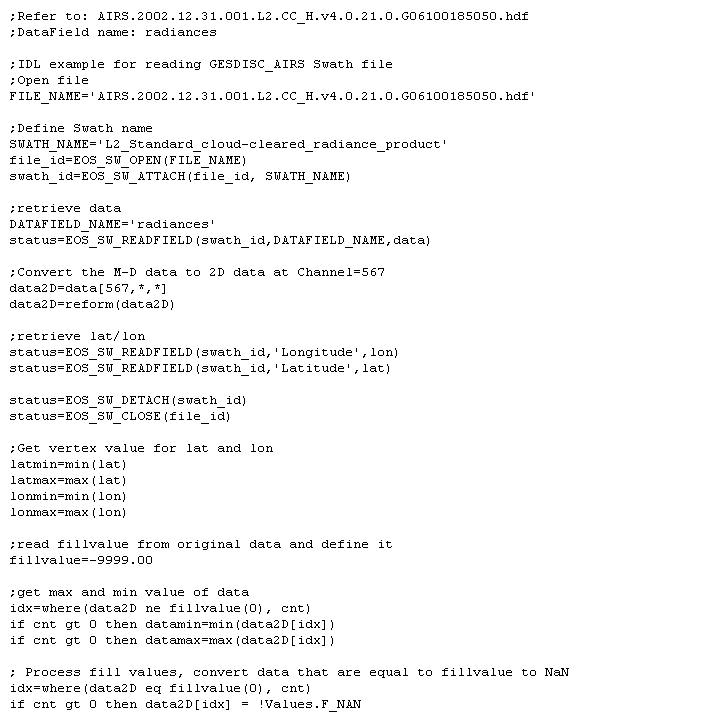 ;Refer to: AIRS.2002.12.31.001.L2.CC_H.v4.0.21.0.G06100185050.hdf
;DataField name: radiances
;IDL example for reading GESDISC_AIRS Swath file
;Open file
FILE_NAME='AIRS.2002.12.31.001.L2.CC_H.v4.0.21.0.G06100185050.hdf'
;Define Swath name
SWATH_NAME='L2_Standard_cloud-cleared_radiance_product'
file_id=EOS_SW_OPEN(FILE_NAME)
swath_id=EOS_SW_ATTACH(file_id, SWATH_NAME)
;retrieve data
DATAFIELD_NAME='radiances'
status=EOS_SW_READFIELD(swath_id,DATAFIELD_NAME,data)
;Convert the M-D data to 2D data at Channel=567
data2D=data[567,*,*]
data2D=reform(data2D)
;retrieve lat/lon
status=EOS_SW_READFIELD(swath_id,'Longitude',lon)
status=EOS_SW_READFIELD(swath_id,'Latitude',lat)
status=EOS_SW_DETACH(swath_id)
status=EOS_SW_CLOSE(file_id)
;Get vertex value for lat and lon
latmin=min(lat)
latmax=max(lat)
lonmin=min(lon)
lonmax=max(lon)
;read fillvalue from original data and define it
fillvalue=-9999.00
;get max and min value of data
idx=where(data2D ne fillvalue(0), cnt)
if cnt gt 0 then datamin=min(data2D[idx])
if cnt gt 0 then datamax=max(data2D[idx])
; Process fill values, convert data that are equal to fillvalue to NaN
idx=where(data2D eq fillvalue(0), cnt)
if cnt gt 0 then data2D[idx] = !Values.F_NAN